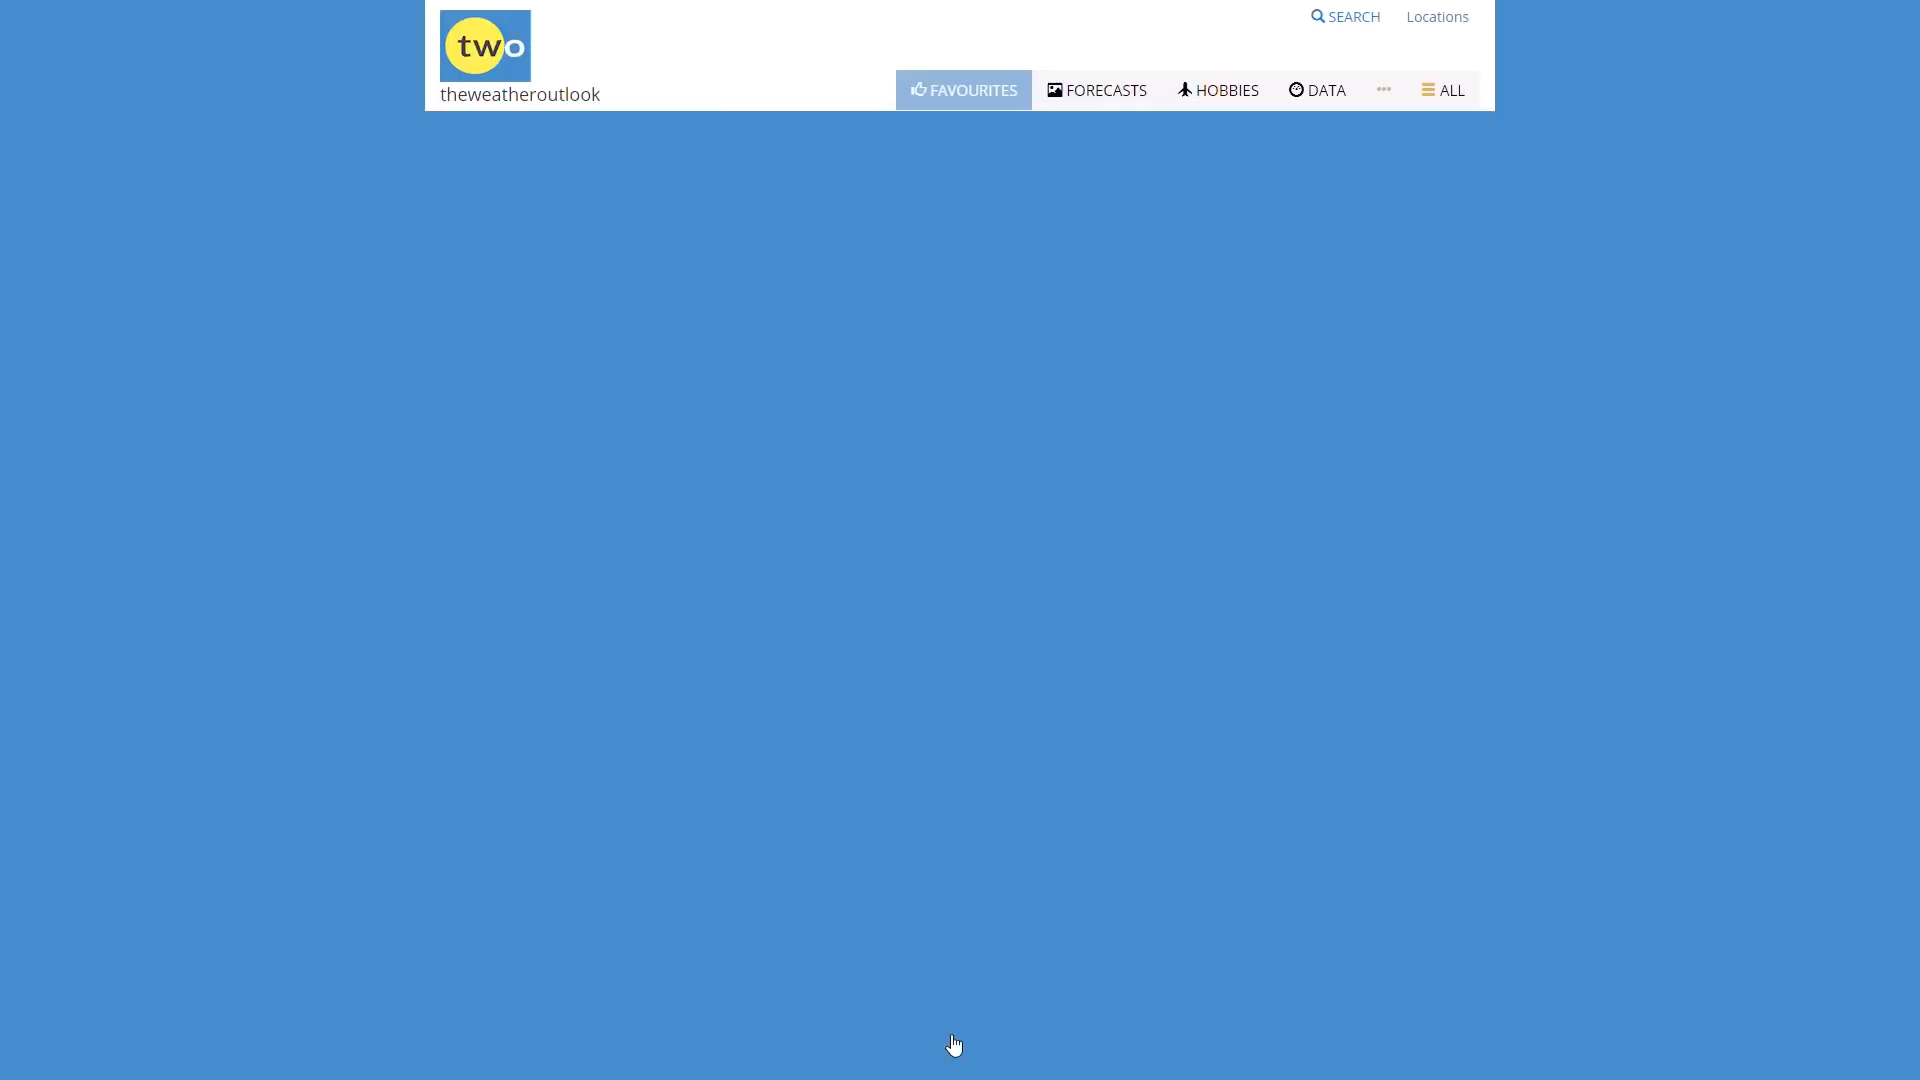 two
theweatheroutlook
SEARCH Locations
FAVOURITES FORECASTS HOBBIES DATA ALL